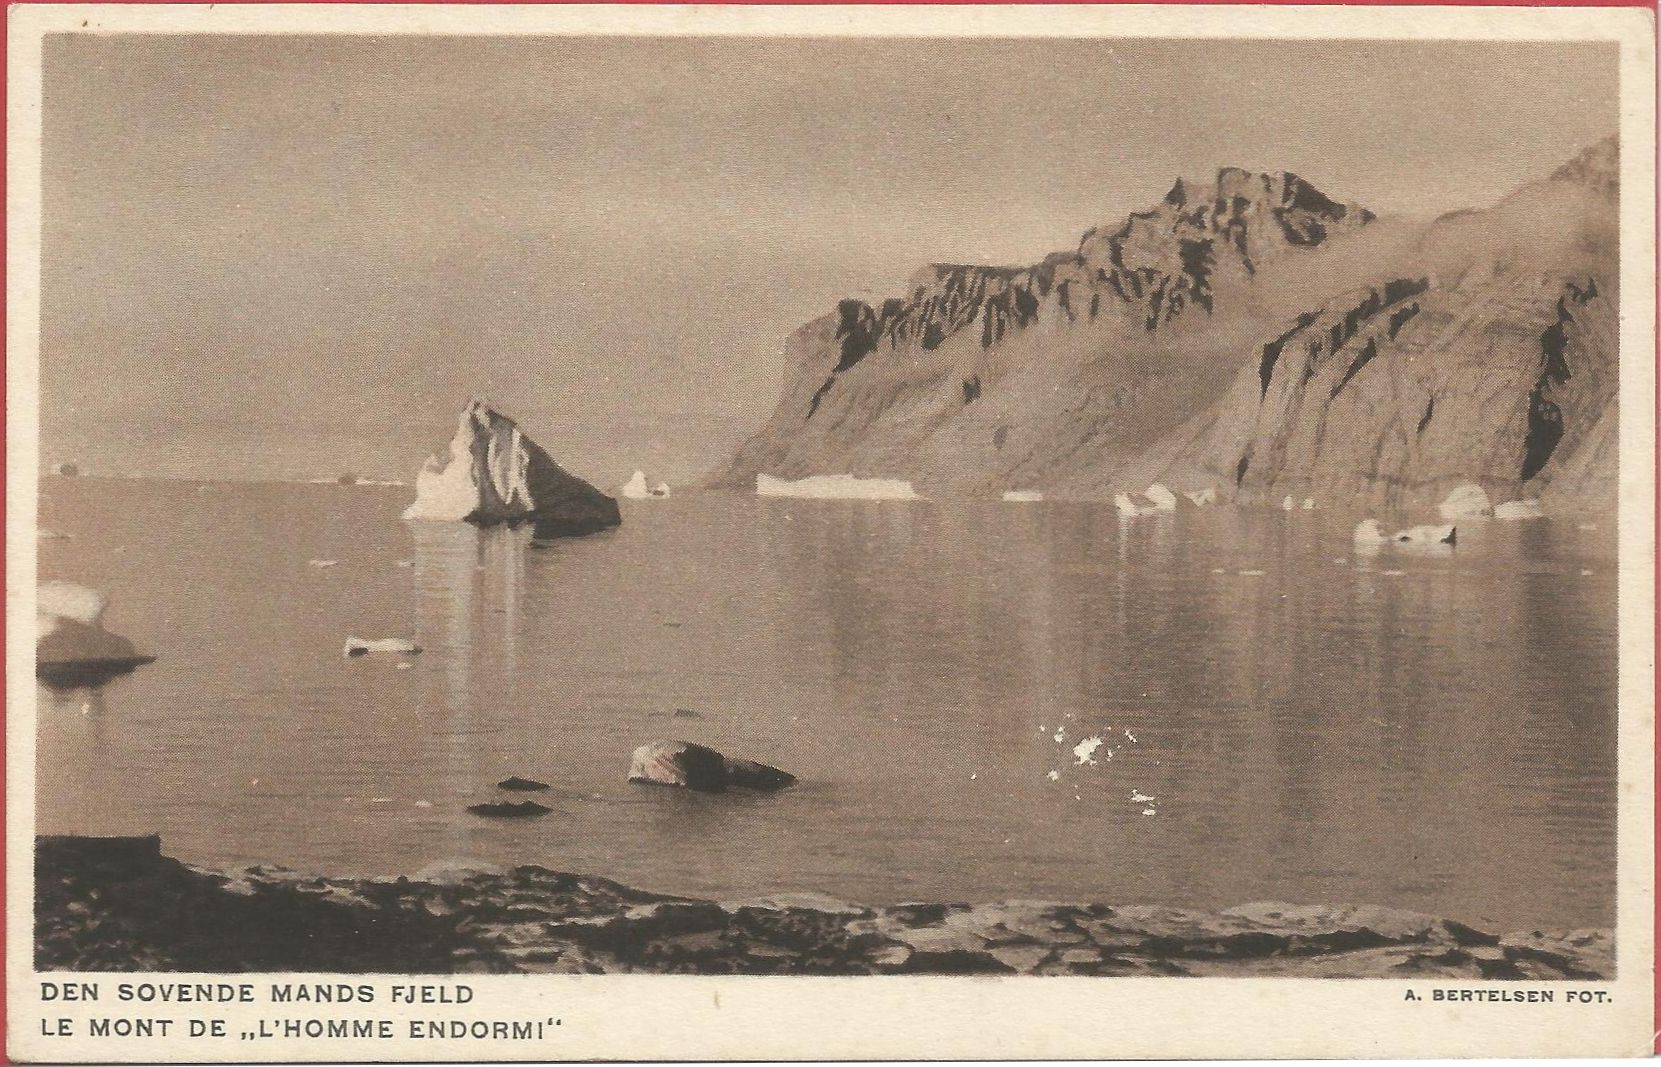 DEN SOVENDE MANDS FJELD
LE MONT DE „L'HOMME ENDORMI“
A. BERTELSEN FOT.